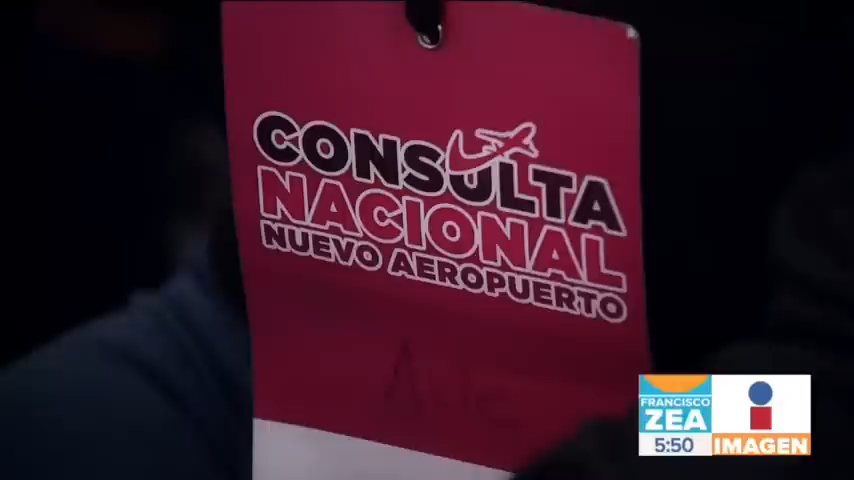 CONSULTA
NACIONAL
NUEVO AEROPUERTO
FRANCISCO
ZEA
5:50
IMAGEN